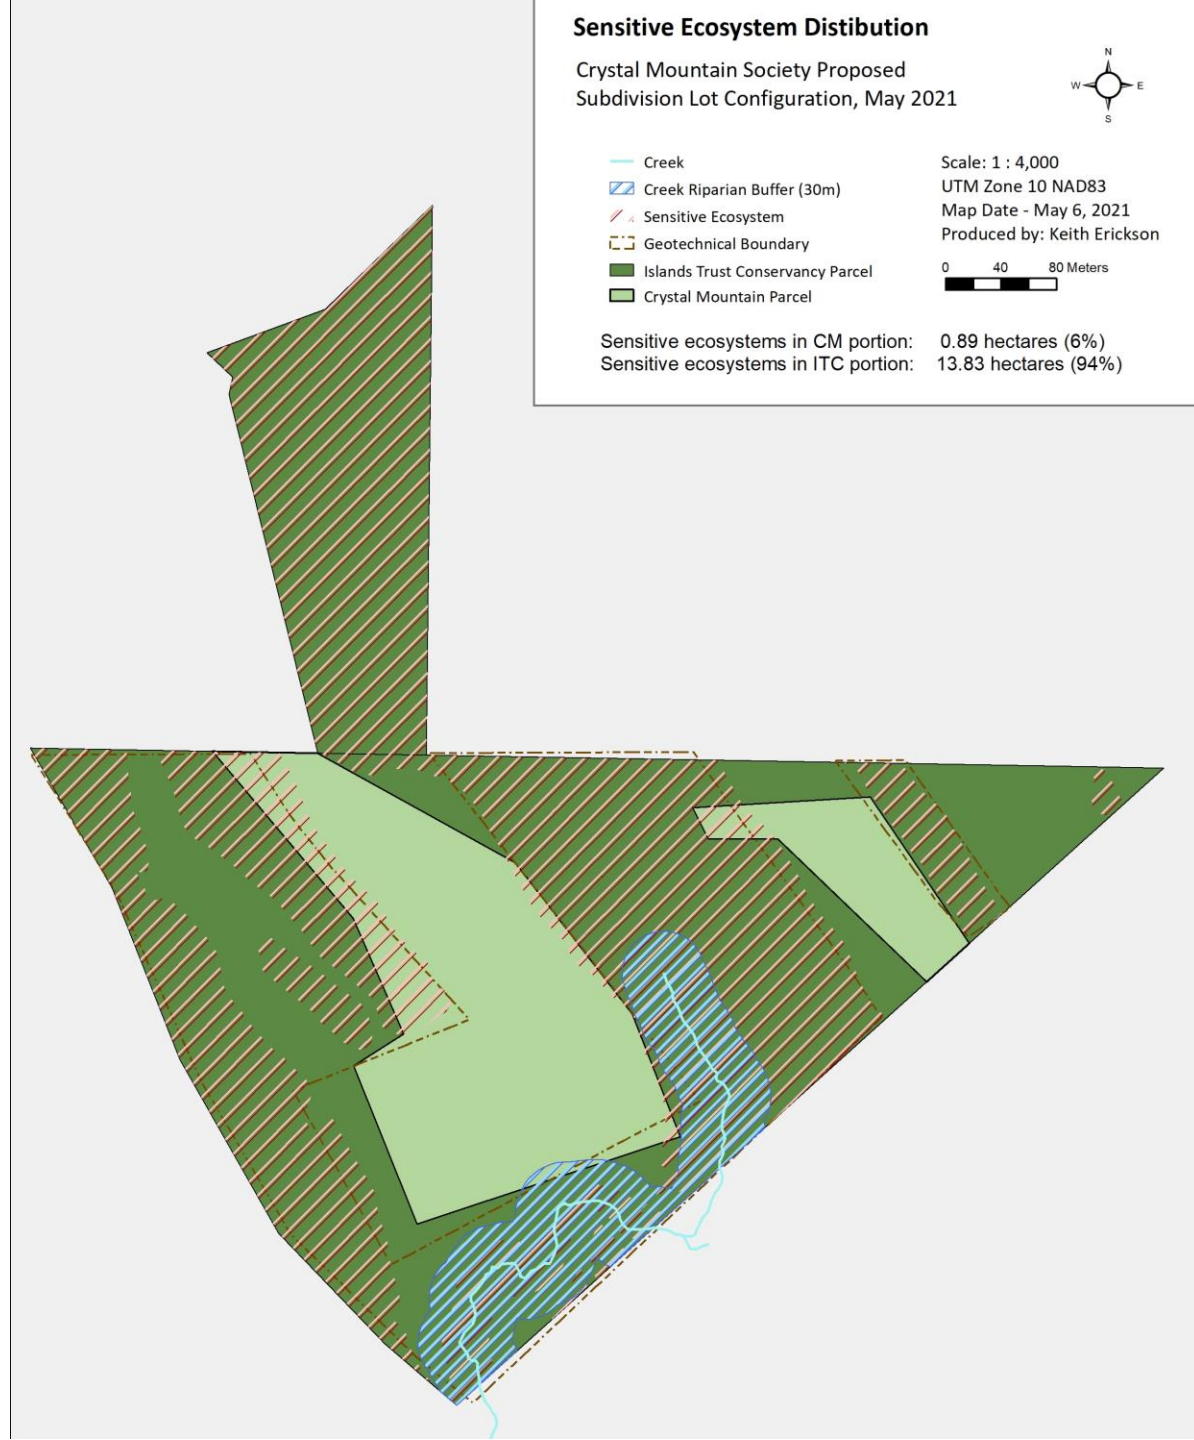 Sensitive Ecosystem Distibution
Crystal Mountain Society Proposed
Subdivision Lot Configuration, May 2021
N
W E
S
Creek
Creek Riparian Buffer (30m)
Sensitive Ecosystem
Geotechnical Boundary
Islands Trust Conservancy Parcel
Crystal Mountain Parcel
Scale: 1 : 4,000
UTM Zone 10 NAD83
Map Date - May 6, 2021
Produced by: Keith Erickson
0 40 80 Meters
Sensitive ecosystems in CM portion: 0.89 hectares (6%)
Sensitive ecosystems in ITC portion: 13.83 hectares (94%)